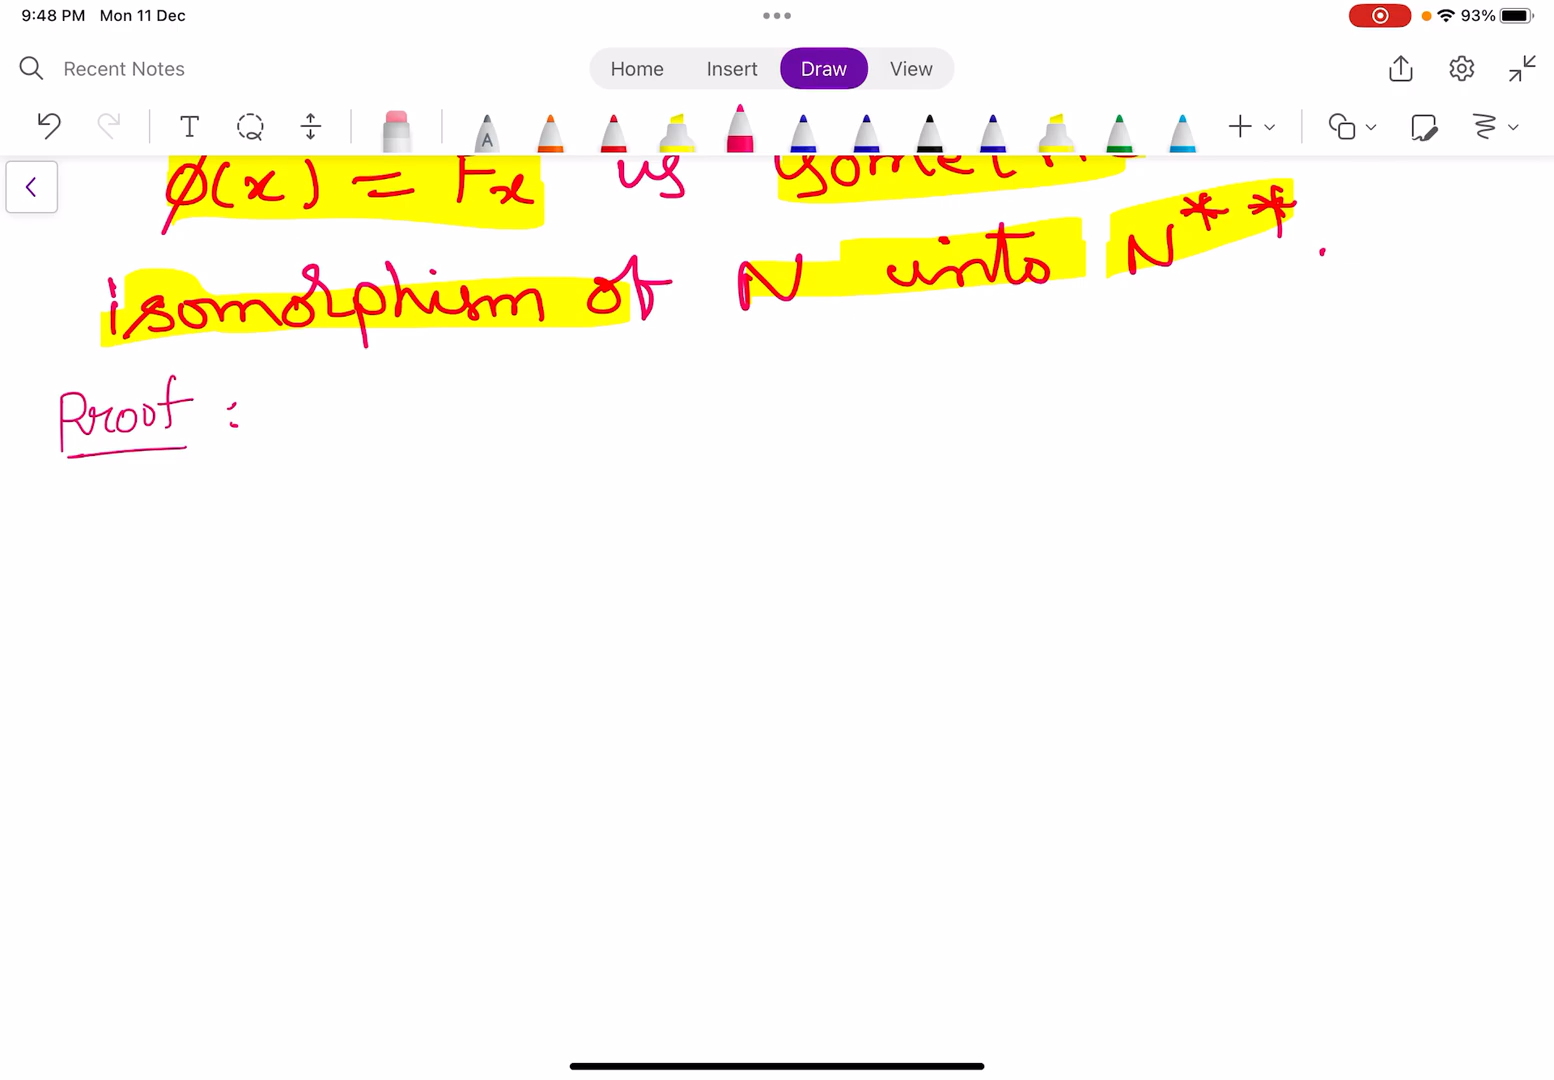 9:48 PM Mon 11 Dec
93%
Recent Notes
Home Insert Draw View
T A
ϕ(x) = Fx is
isomorphism of N into N**.
Proof :